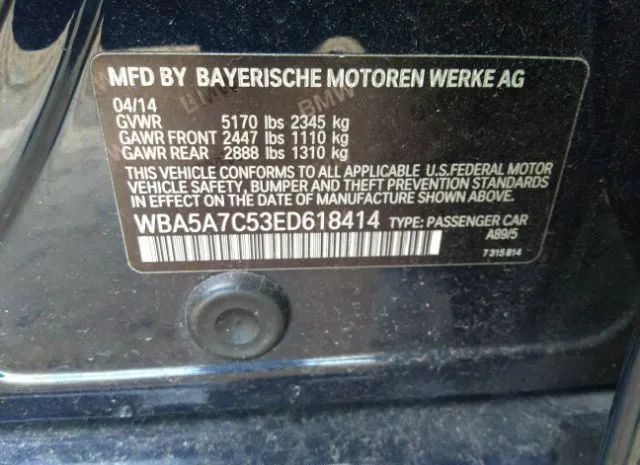 MFD BY BAYERISCHE MOTOREN WERKE AG
04/14
GVWR 5170 lbs 2345 kg
GAWR FRONT 2447 lbs 1110 kg
GAWR REAR 2888 lbs 1310 kg
THIS VEHICLE CONFORMS TO ALL APPLICABLE U.S.FEDERAL MOTOR
VEHICLE SAFETY, BUMPER AND THEFT PREVENTION STANDARDS
IN EFFECT ON THE DATE OF MANUFACTURE SHOWN ABOVE.
WBA5A7C53ED618414 TYPE: PASSENGER CAR
A89/5
7315814
BMW